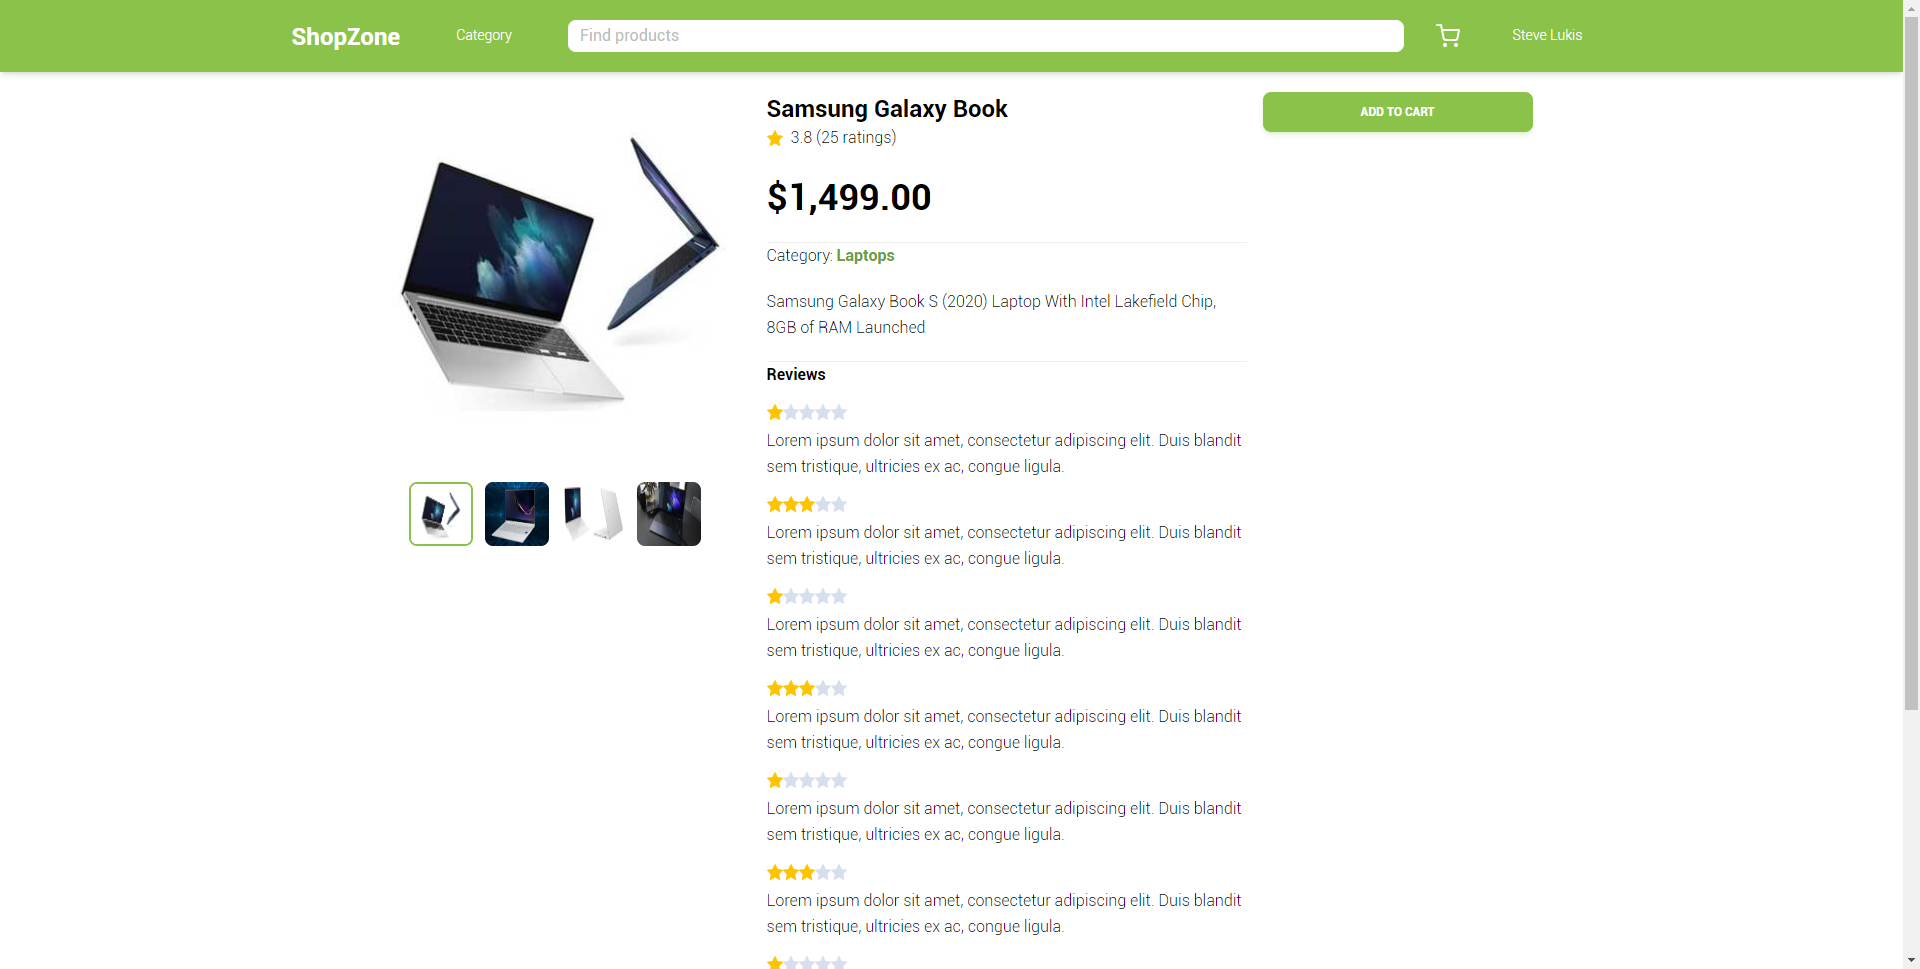 ShopZone
Category
Find products
Steve Lukis
Samsung Galaxy Book
3.8 (25 ratings)
$1,499.00
Category: Laptops
Samsung Galaxy Book S (2020) Laptop With Intel Lakefield Chip,
8GB of RAM Launched
Reviews
Lorem ipsum dolor sit amet, consectetur adipiscing elit. Duis blandit
sem tristique, ultricies ex ac, congue ligula.
Lorem ipsum dolor sit amet, consectetur adipiscing elit. Duis blandit
sem tristique, ultricies ex ac, congue ligula.
Lorem ipsum dolor sit amet, consectetur adipiscing elit. Duis blandit
sem tristique, ultricies ex ac, congue ligula.
Lorem ipsum dolor sit amet, consectetur adipiscing elit. Duis blandit
sem tristique, ultricies ex ac, congue ligula.
Lorem ipsum dolor sit amet, consectetur adipiscing elit. Duis blandit
sem tristique, ultricies ex ac, congue ligula.
Lorem ipsum dolor sit amet, consectetur adipiscing elit. Duis blandit
sem tristique, ultricies ex ac, congue ligula.
ADD TO CART